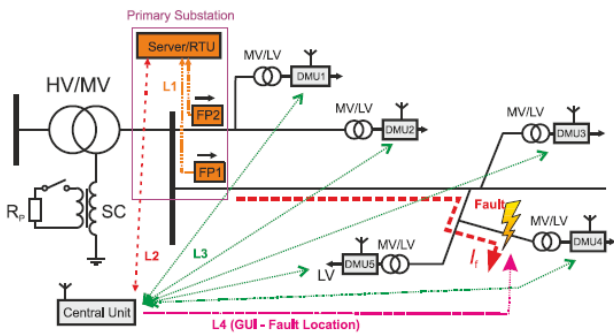 Primary Substation
Server/RTU
HV/MV
L1
FP2
FP1
MV/LV
DMU1
MV/LV
DMU2
MV/LV
DMU3
Rp
SC
L2
L3
Fault
If
MV/LV
DMU4
MV/LV
LV
DMU5
Central Unit
L4 (GUI - Fault Location)